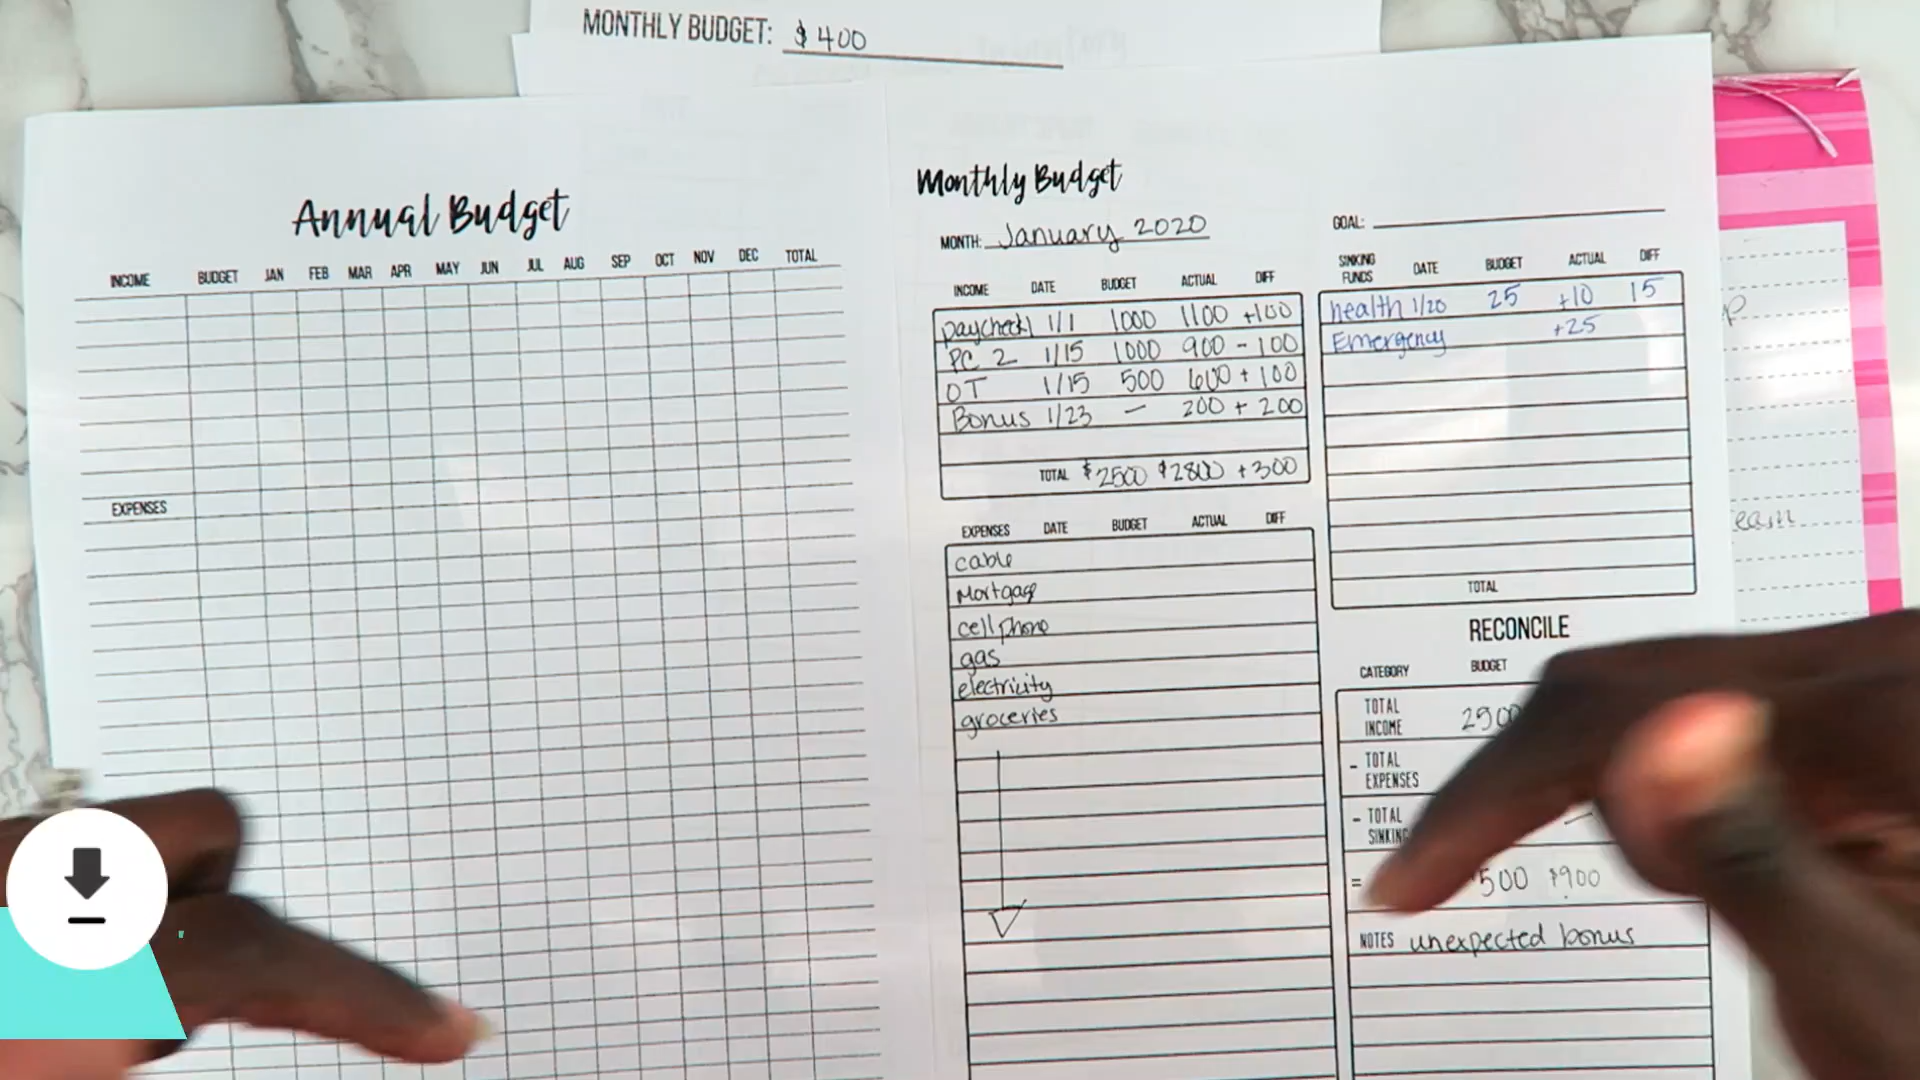 MONTHLY BUDGET: $400
Annual Budget
INCOME BUDGET JAN FEB MAR APR MAY JUN JUL AUG SEP OCT NOV DEC TOTAL
EXPENSES
Monthly Budget
MONTH: January 2020
INCOME DATE BUDGET ACTUAL DIFF
paycheck1 1/1 1000 1100 +100
PC 2 1/15 1000 900 - 100
OT 1/15 500 600 + 100
Bonus 1/23 — 200 + 200
TOTAL $2500 $2800 +300
EXPENSES DATE BUDGET ACTUAL DIFF
cable
Mortgage
cell phone
gas
electricity
groceries
GOAL:
SINKING FUNDS DATE BUDGET ACTUAL DIFF
health 1/20 25 +10 15
Emergency +25
TOTAL
RECONCILE
CATEGORY BUDGET
TOTAL
INCOME 2500
- TOTAL
EXPENSES
- TOTAL
SINKING
= 500 $900
NOTES unexpected bonus